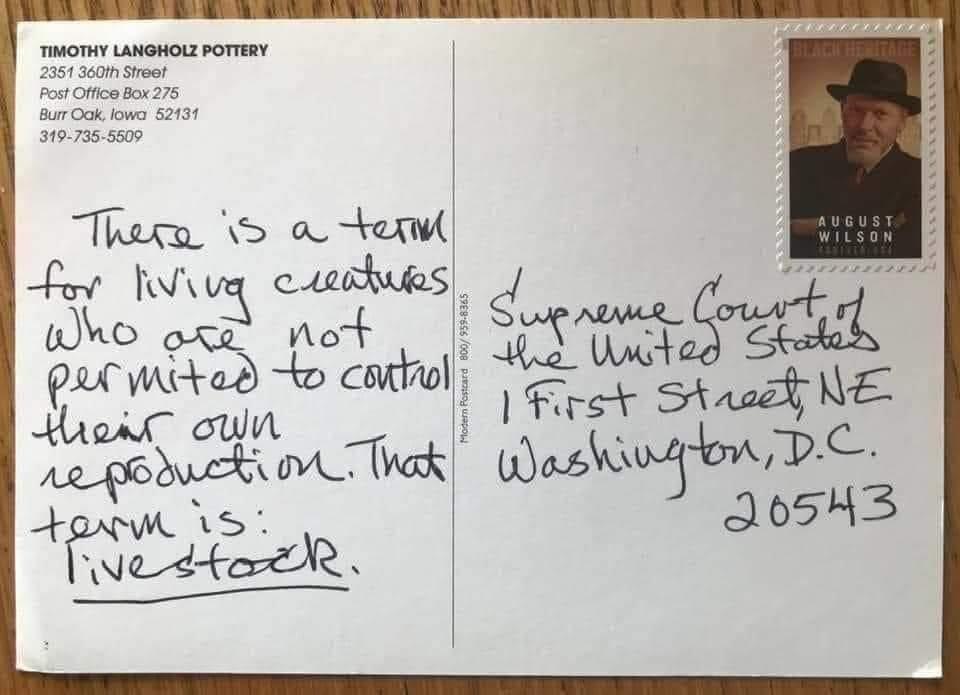 TIMOTHY LANGHOLZ POTTERY
2351 360th Street
Post Office Box 275
Burr Oak, Iowa 52131
319-735-5509
There is a term
for living creatures
who are not
permited to control
their own
reproduction. That
term is:
livestock.
Modern Postcard 800/959-8365
BLACK HERITAGE
AUGUST
WILSON
Supreme Court of
the United States
1 First Street, NE
Washington, D.C.
20543